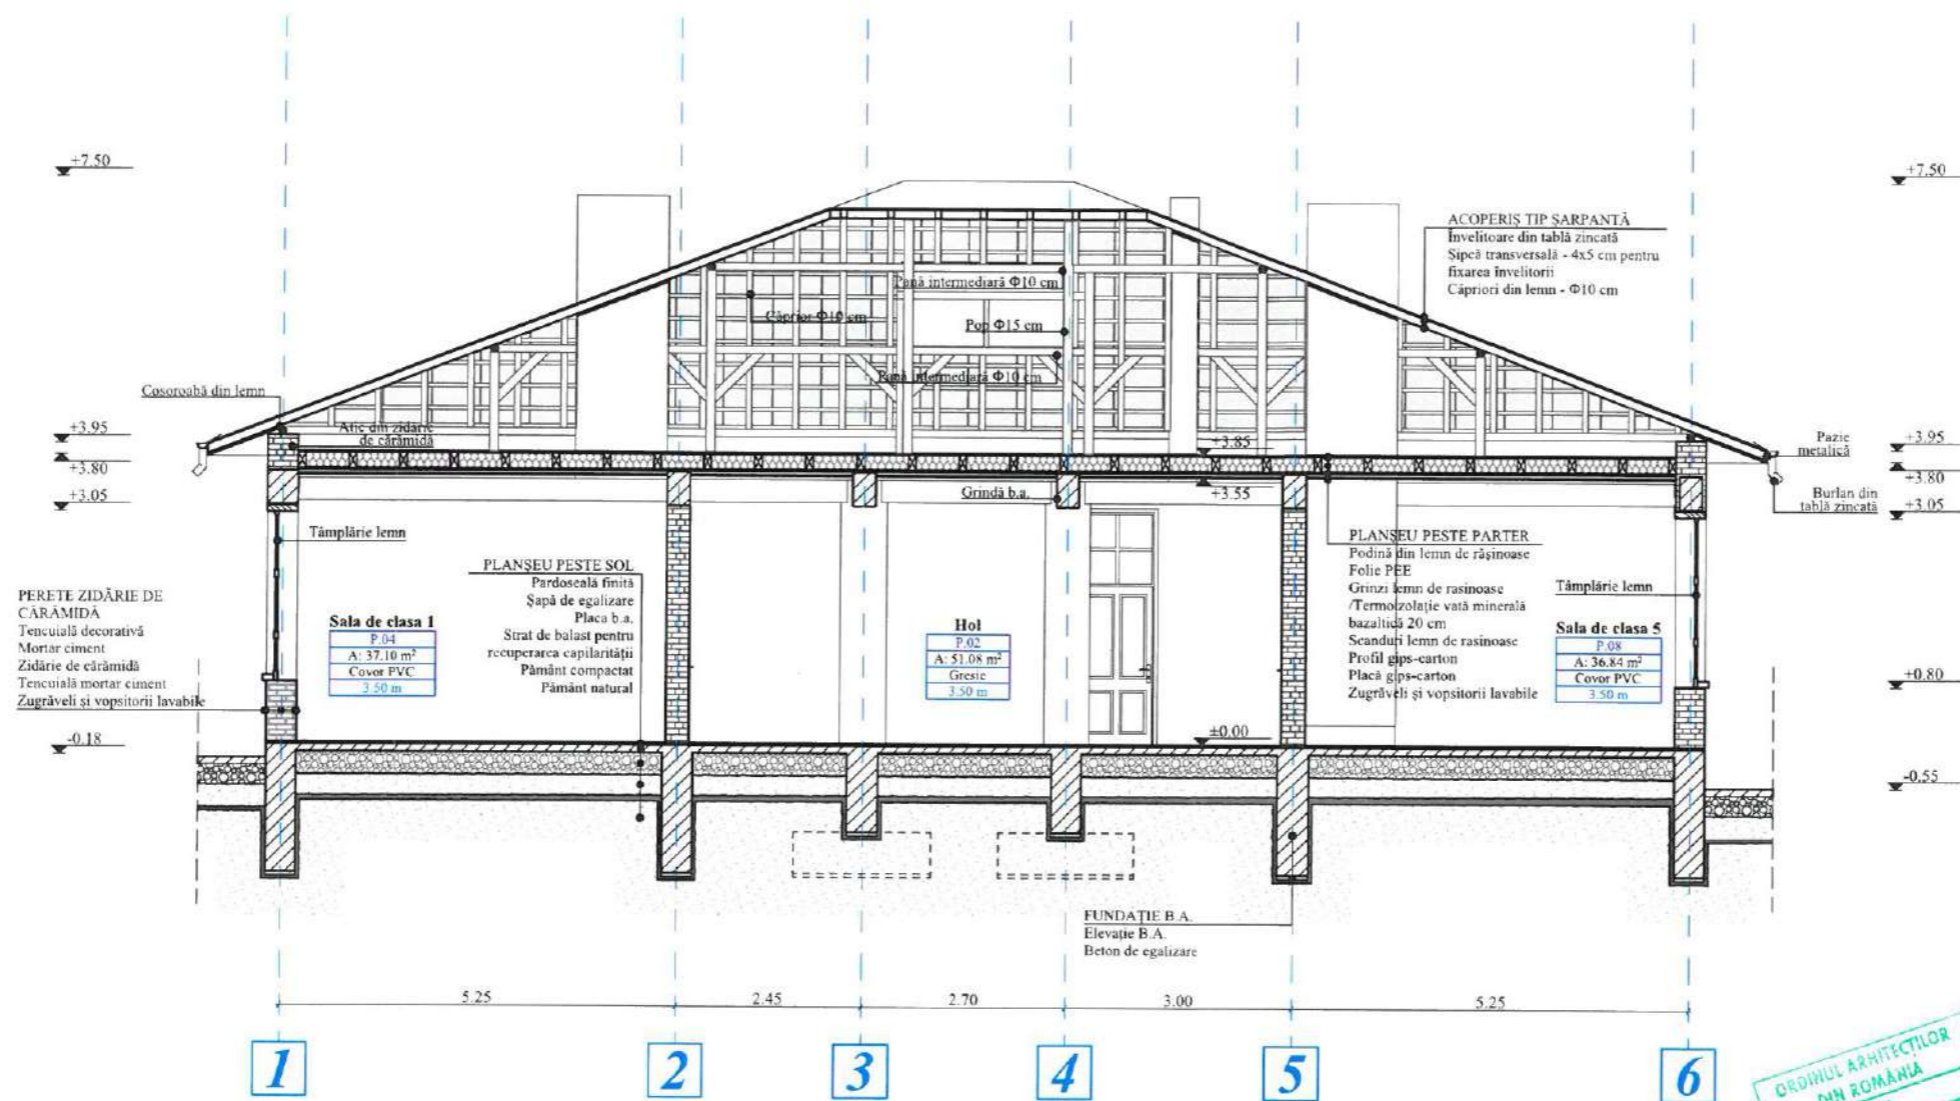 +7.50
+7.50
ACOPERIȘ TIP ȘARPANTĂ
Învelitoare din tablă zincată
Șipcă transversală - 4x5 cm pentru
fixarea învelitorii
Căpriori din lemn - Φ10 cm
Pană intermediară Φ10 cm
Căprior Φ10 cm
Pop Φ15 cm
Pană intermediară Φ10 cm
Cosoroabă din lemn
Atic din zidărie
de cărămidă
+3.95
+3.80
+3.05
+3.85
+3.55
Grindă b.a.
Pazie
metalică
+3.95
+3.80
+3.05
Burlan din
tablă zincată
Tâmplărie lemn
PLANȘEU PESTE SOL
Pardoseală finită
Șapă de egalizare
Placa b.a.
Strat de balast pentru
recuperarea capilarității
Pământ compactat
Pământ natural
PERETE ZIDĂRIE DE
CĂRĂMIDĂ
Tencuială decorativă
Mortar ciment
Zidărie de cărămidă
Tencuială mortar ciment
Zugrăveli și vopsitorii lavabile
Sala de clasa 1
P.04
A: 37.10 m²
Covor PVC
3.50 m
Hol
P.02
A: 51.08 m²
Gresie
3.50 m
PLANȘEU PESTE PARTER
Podină din lemn de rășinoase
Folie PEE
Grinzi lemn de rasinoase
/Termoizolație vată minerală
bazaltică 20 cm
Scanduri lemn de rasinoase
Profil gips-carton
Placă gips-carton
Zugrăveli și vopsitorii lavabile
Tâmplărie lemn
Sala de clasa 5
P.08
A: 36.84 m²
Covor PVC
3.50 m
+0.80
-0.18
±0.00
-0.55
FUNDAȚIE B.A.
Elevație B.A.
Beton de egalizare
5.25
2.45
2.70
3.00
5.25
1
2
3
4
5
6
ORDINUL ARHITECȚILOR
DIN ROMÂNIA